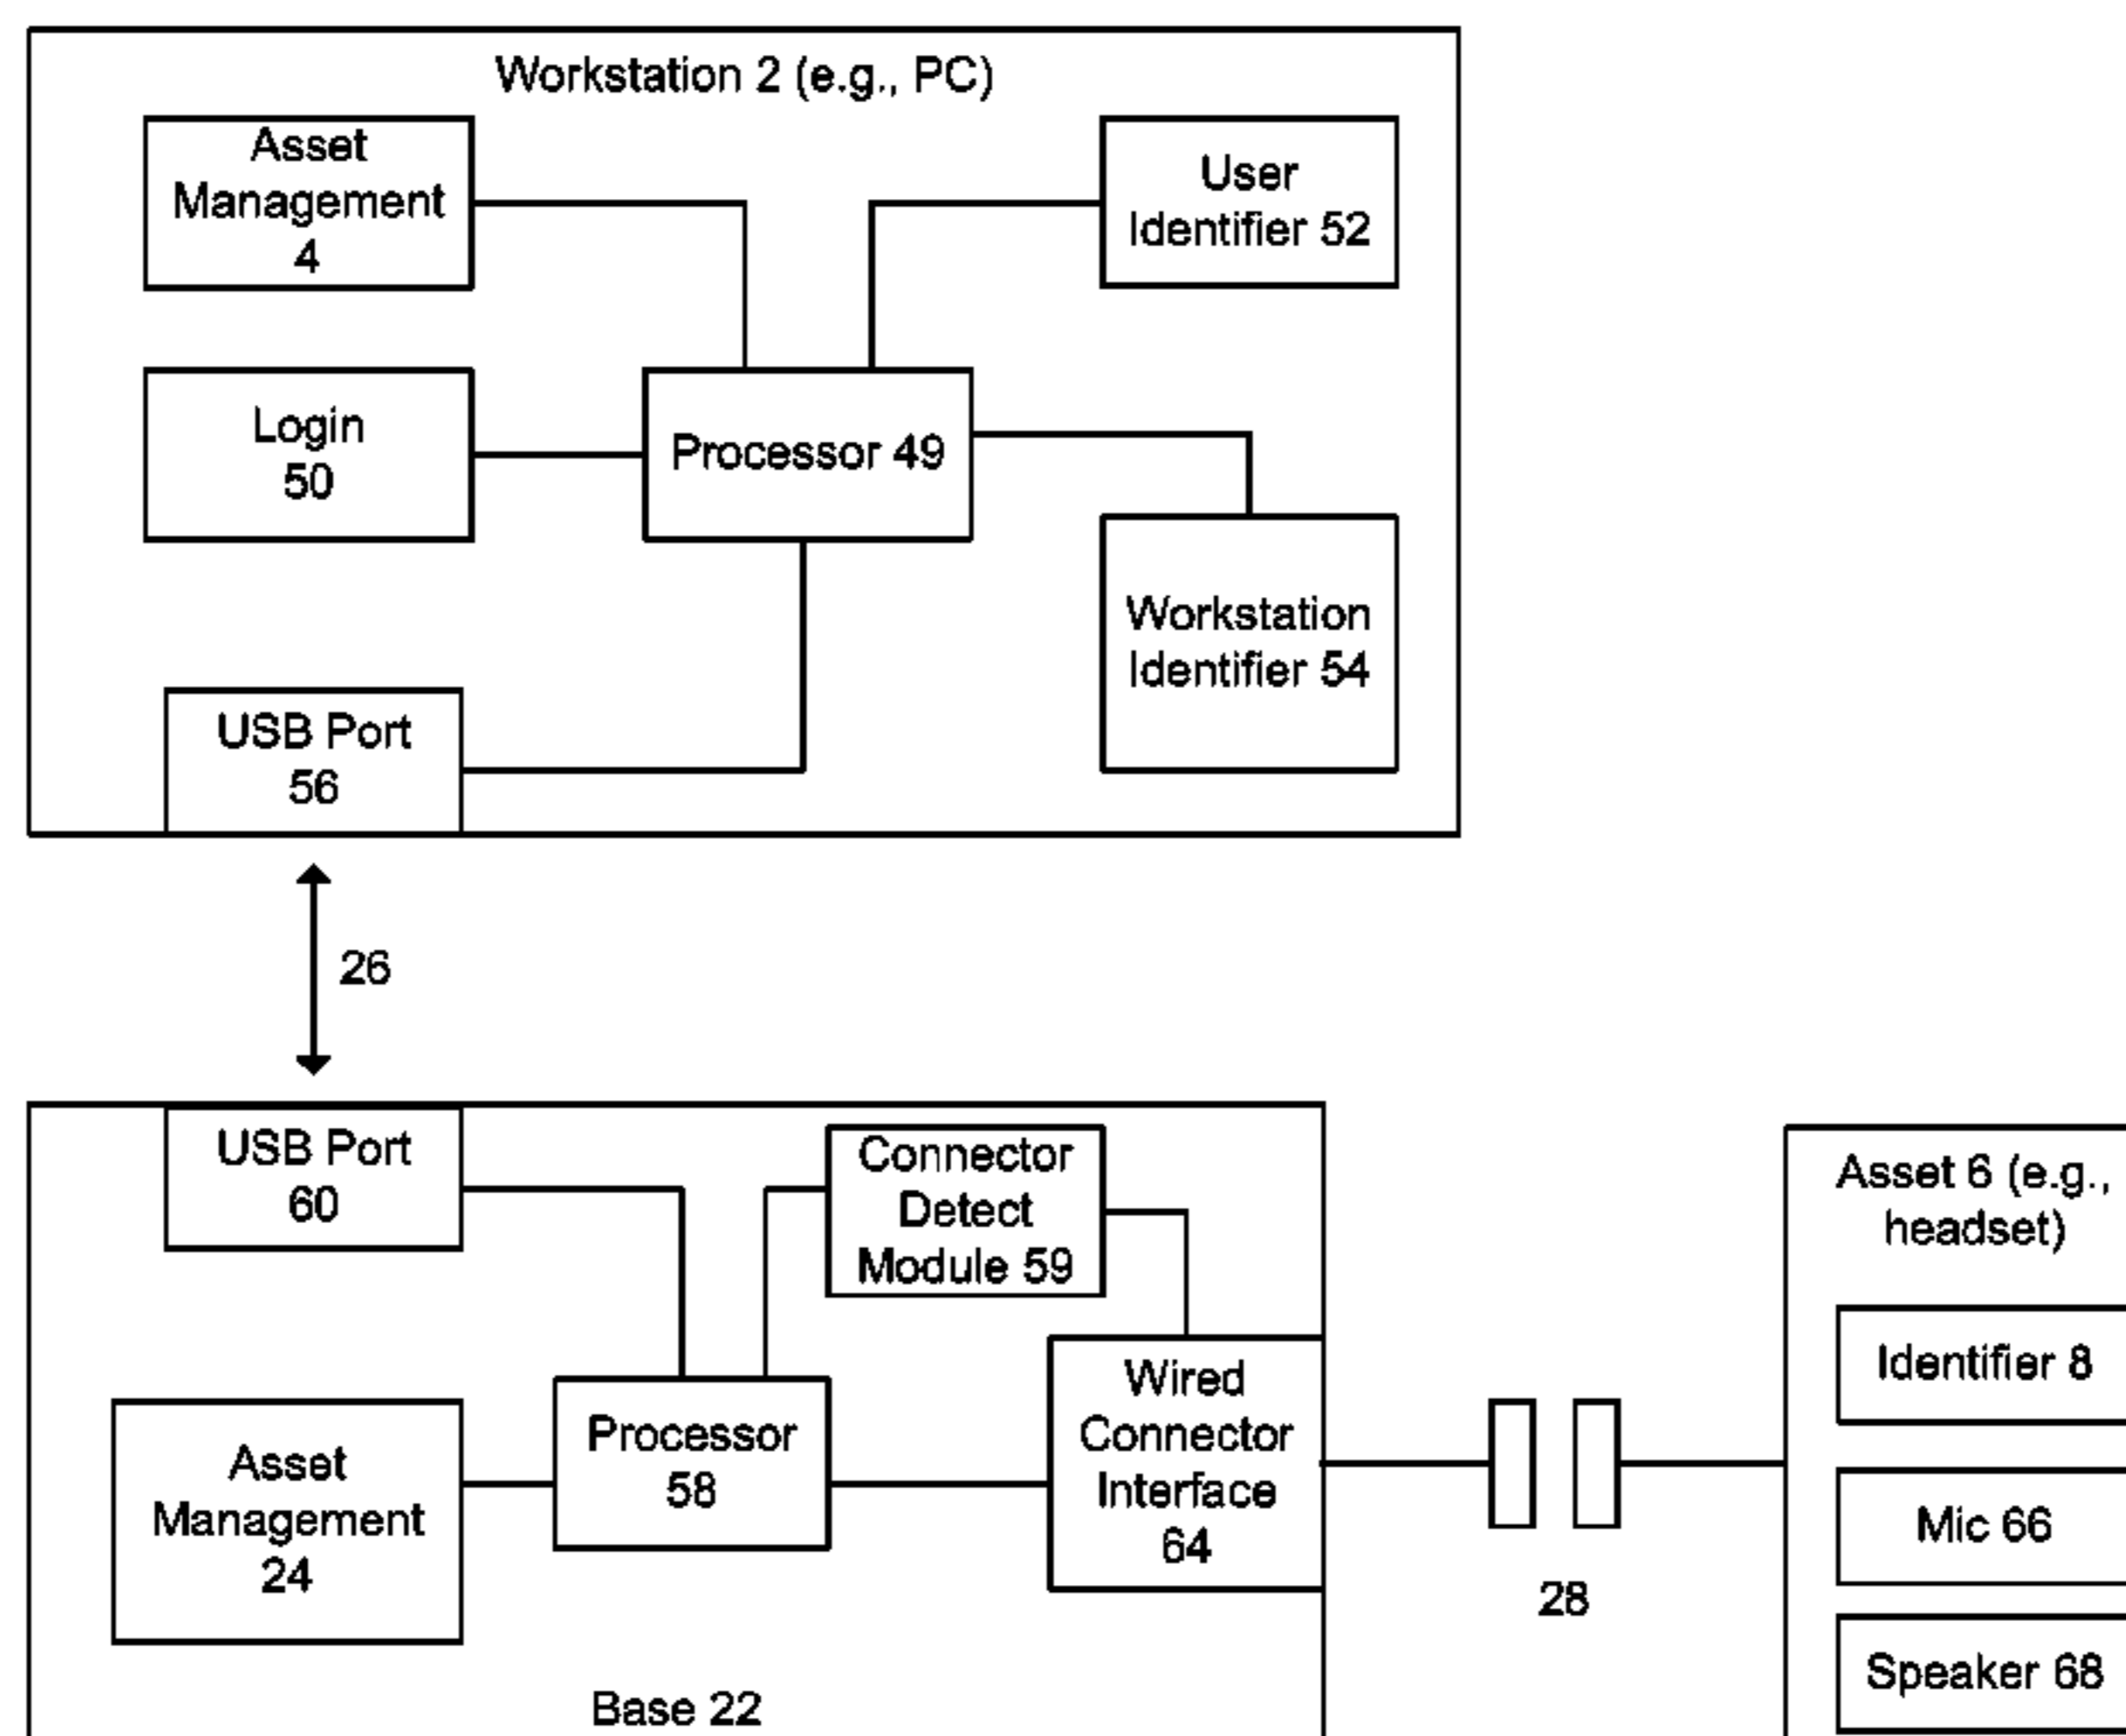 Workstation 2 (e.g., PC)
Asset
Management
4
User
Identifier 52
Login
50
Processor 49
Workstation
Identifier 54
USB Port
56
26
USB Port
60
Connector
Detect
Module 59
Asset 6 (e.g.,
headset)
Wired
Connector
Interface
64
Identifier 8
Processor
58
Asset
Management
24
Mic 66
28
Speaker 68
Base 22